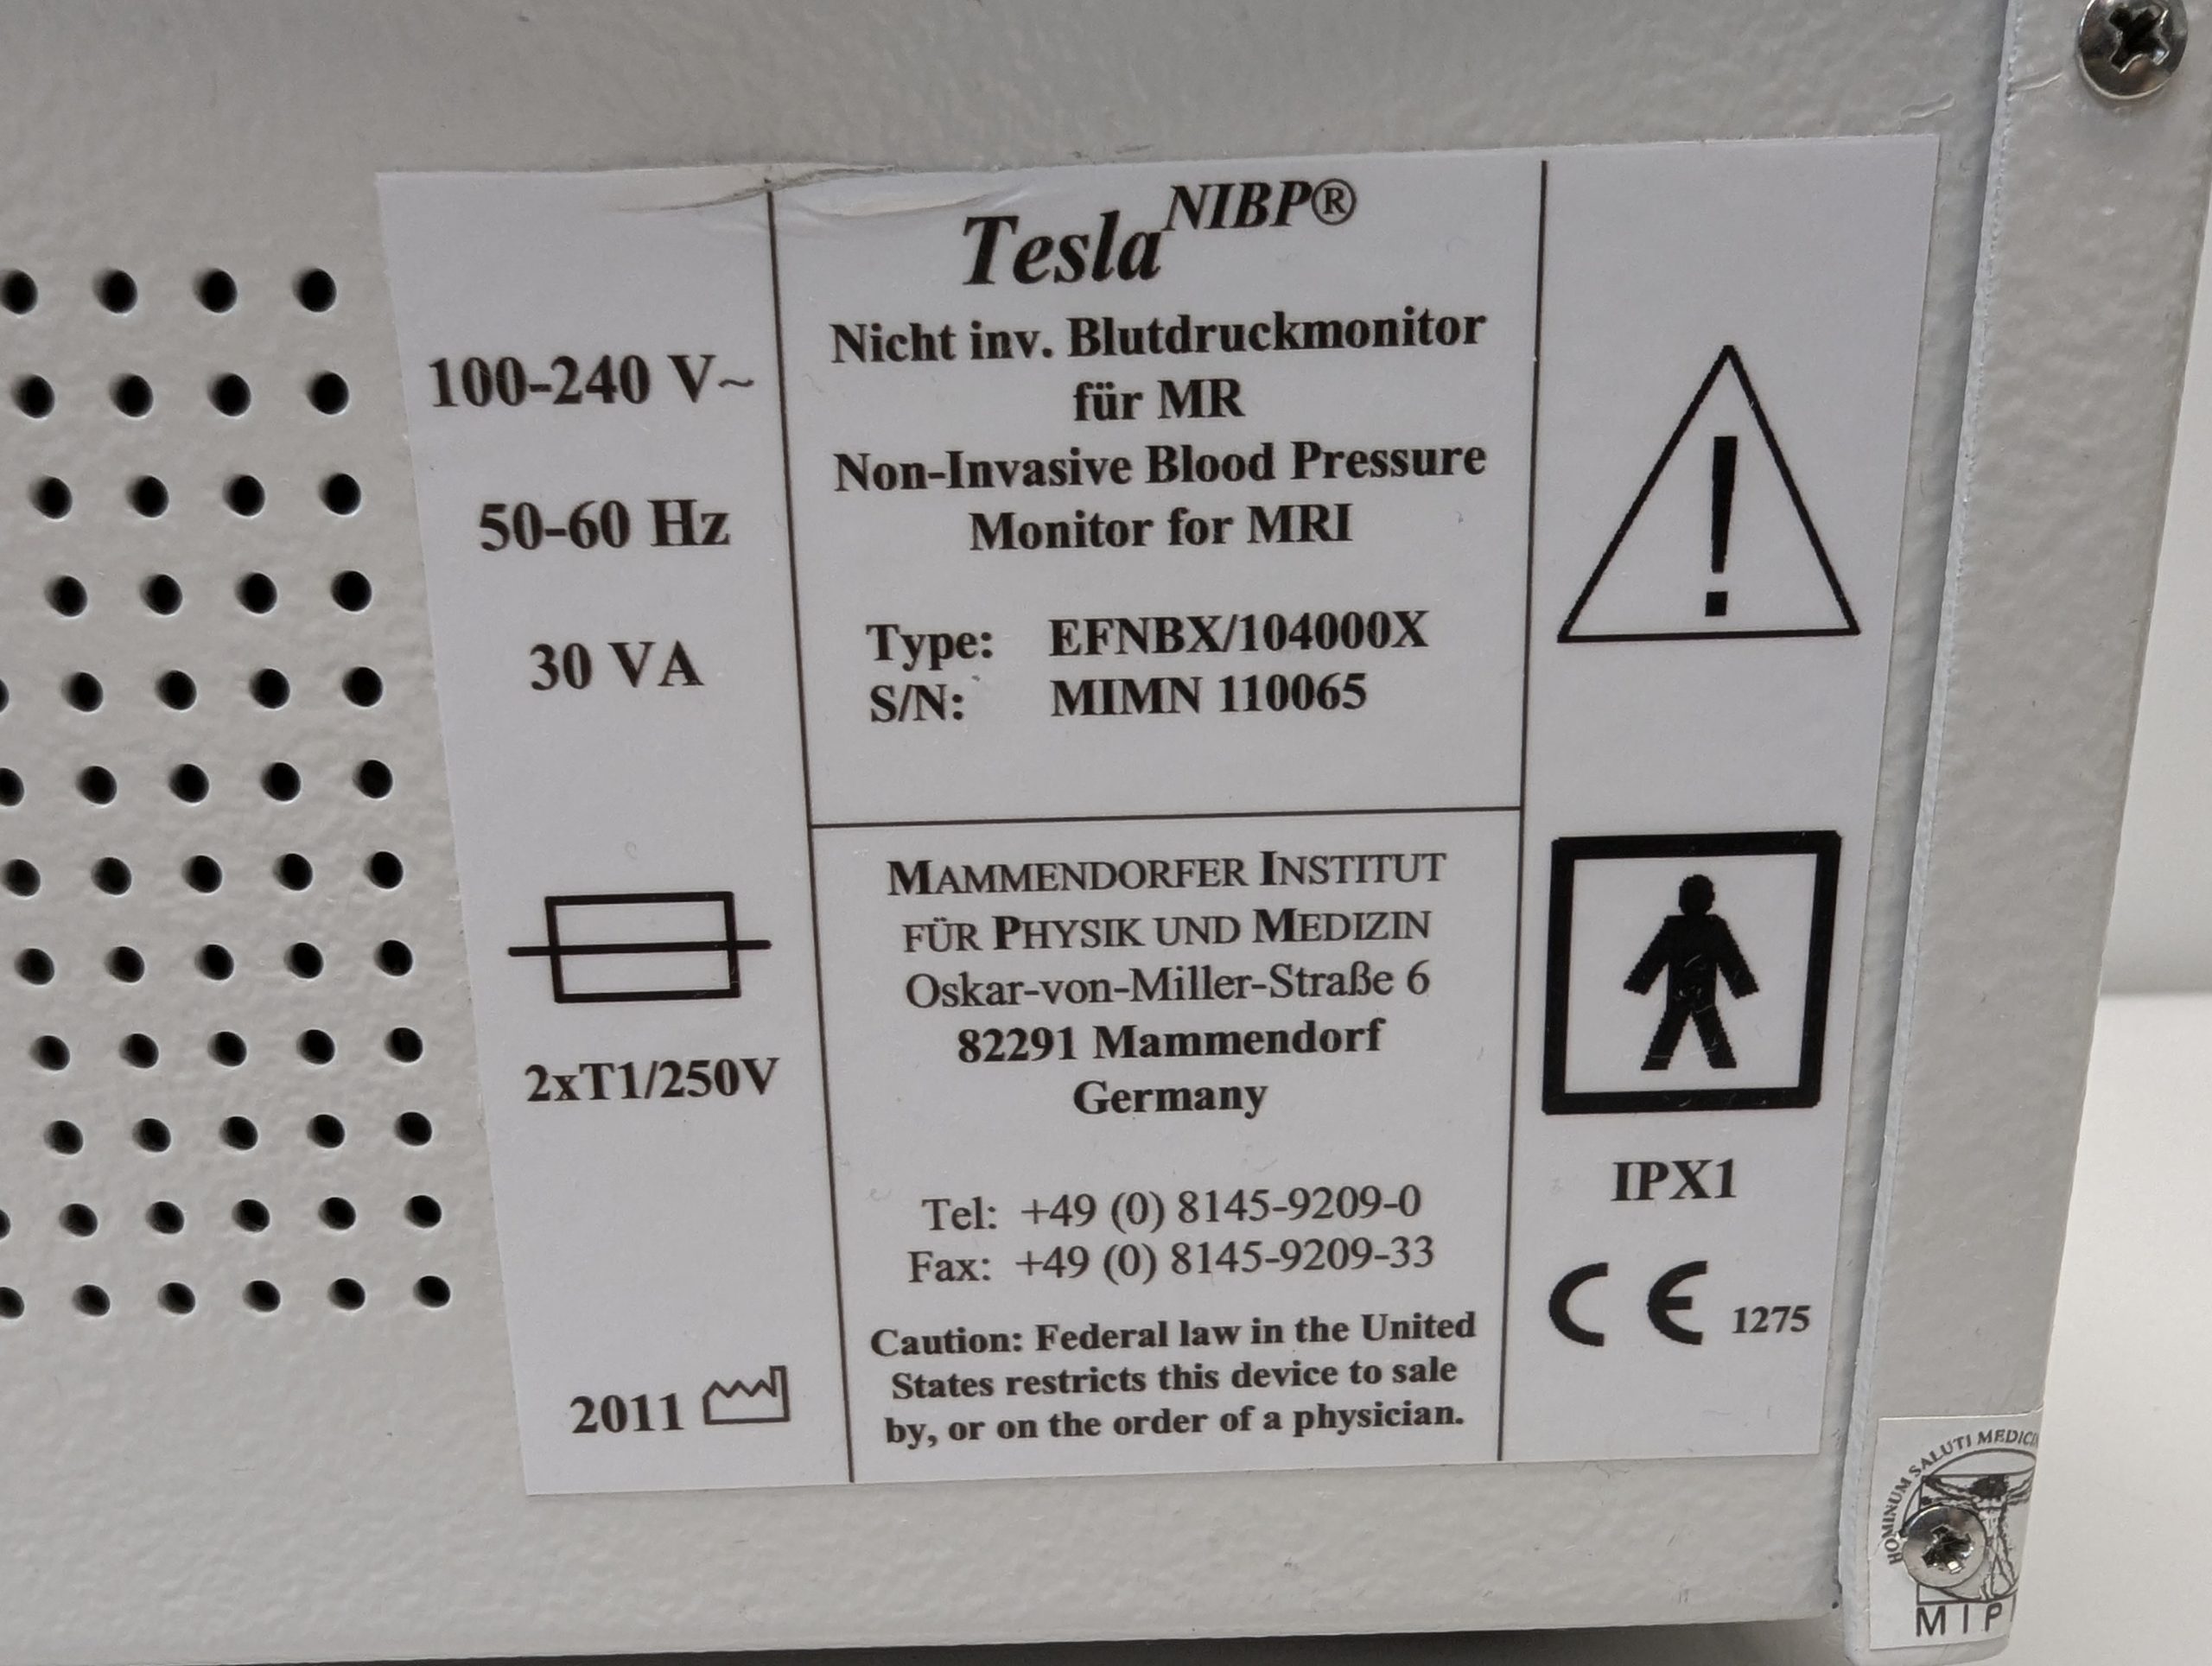 100-240 V~
50-60 Hz
30 VA
2xT1/250V
2011
Tesla NIBP®
Nicht inv. Blutdruckmonitor
für MR
Non-Invasive Blood Pressure
Monitor for MRI
Type: EFNBX/104000X
S/N: MIMN 110065
MAMMENDORFER INSTITUT
FÜR PHYSIK UND MEDIZIN
Oskar-von-Miller-Straße 6
82291 Mammendorf
Germany
Tel: +49 (0) 8145-9209-0
Fax: +49 (0) 8145-9209-33
Caution: Federal law in the United
States restricts this device to sale
by, or on the order of a physician.
!
IPX1
CE 1275
HOMINUM SALUTI
MIP